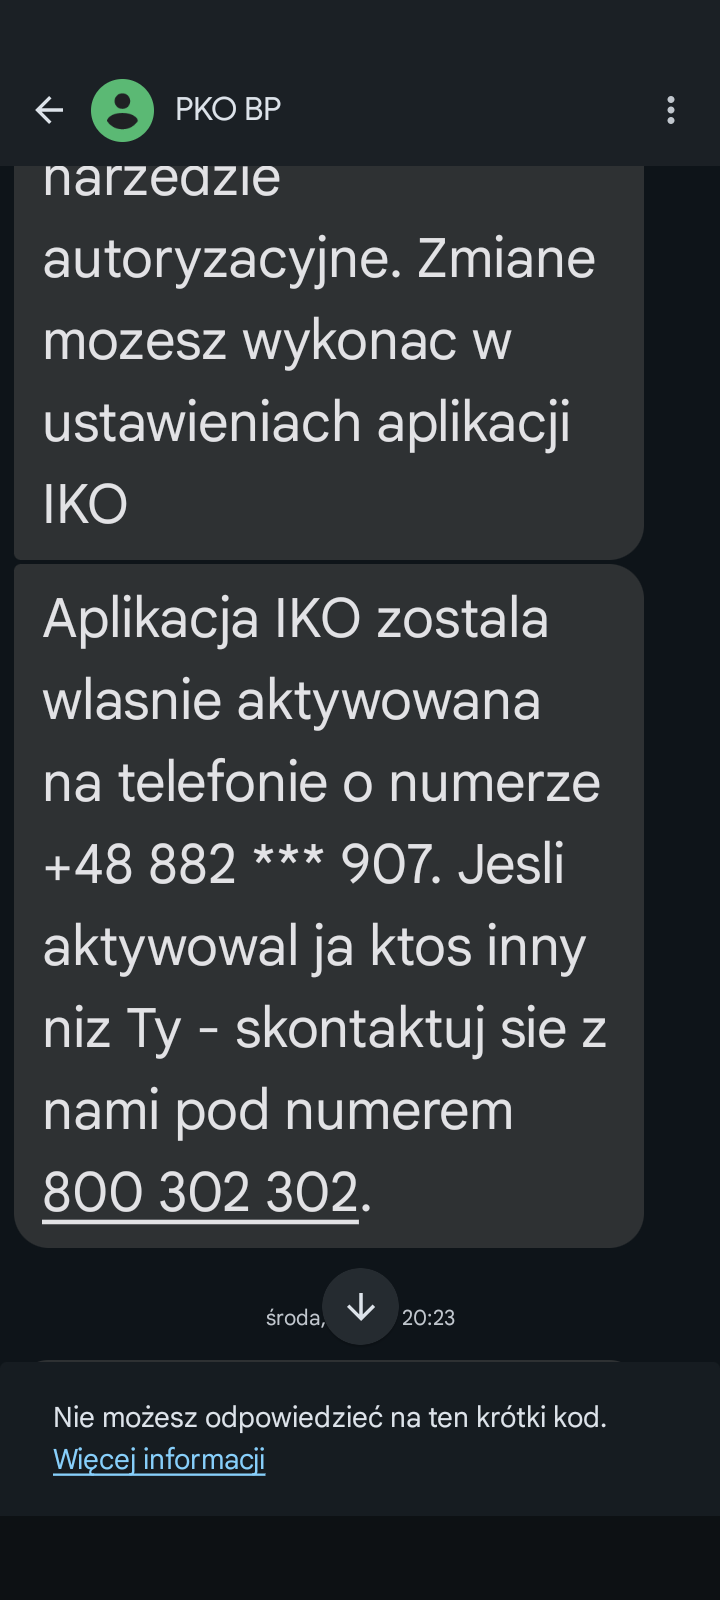 PKO BP
narzedzie
autoryzacyjne. Zmiane
mozesz wykonac w
ustawieniach aplikacji
IKO
Aplikacja IKO zostala
wlasnie aktywowana
na telefonie o numerze
+48 882 *** 907. Jesli
aktywowal ja ktos inny
niz Ty - skontaktuj sie z
nami pod numerem
800 302 302.
środa, 20:23
Nie możesz odpowiedzieć na ten krótki kod.
Więcej informacji